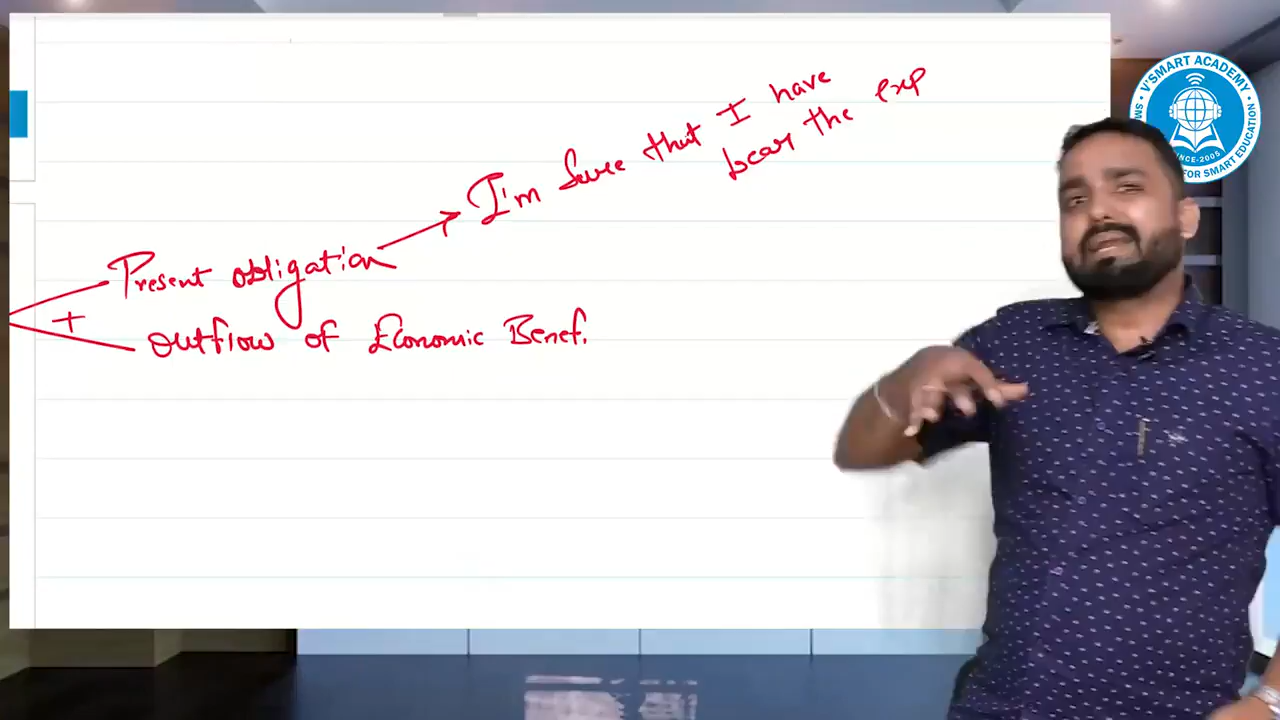 I'm sure that I have
bear the exp
Present obligation
+
outflow of Economic Benef.
V'SMART ACADEMY
SINCE-2005
FOR SMART EDUCATION